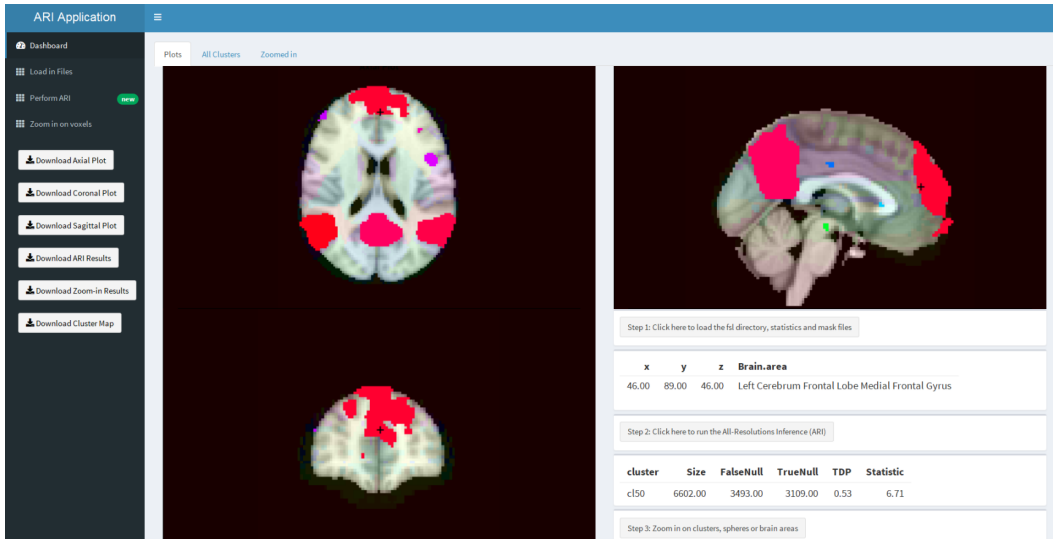 ARI Application
Dashboard
Load in Files
Perform ARI new
Zoom in on voxels
Download Axial Plot
Download Coronal Plot
Download Sagittal Plot
Download ARI Results
Download Zoom-in Results
Download Cluster Map
Plots All Clusters Zoomed in
Step 1: Click here to load the fsl directory, statistics and mask files
x y z Brain.area
46.00 89.00 46.00 Left Cerebrum Frontal Lobe Medial Frontal Gyrus
Step 2: Click here to run the All-Resolutions Inference (ARI)
cluster Size FalseNull TrueNull TDP Statistic
cl50 6602.00 3493.00 3109.00 0.53 6.71
Step 3: Zoom in on clusters, spheres or brain areas